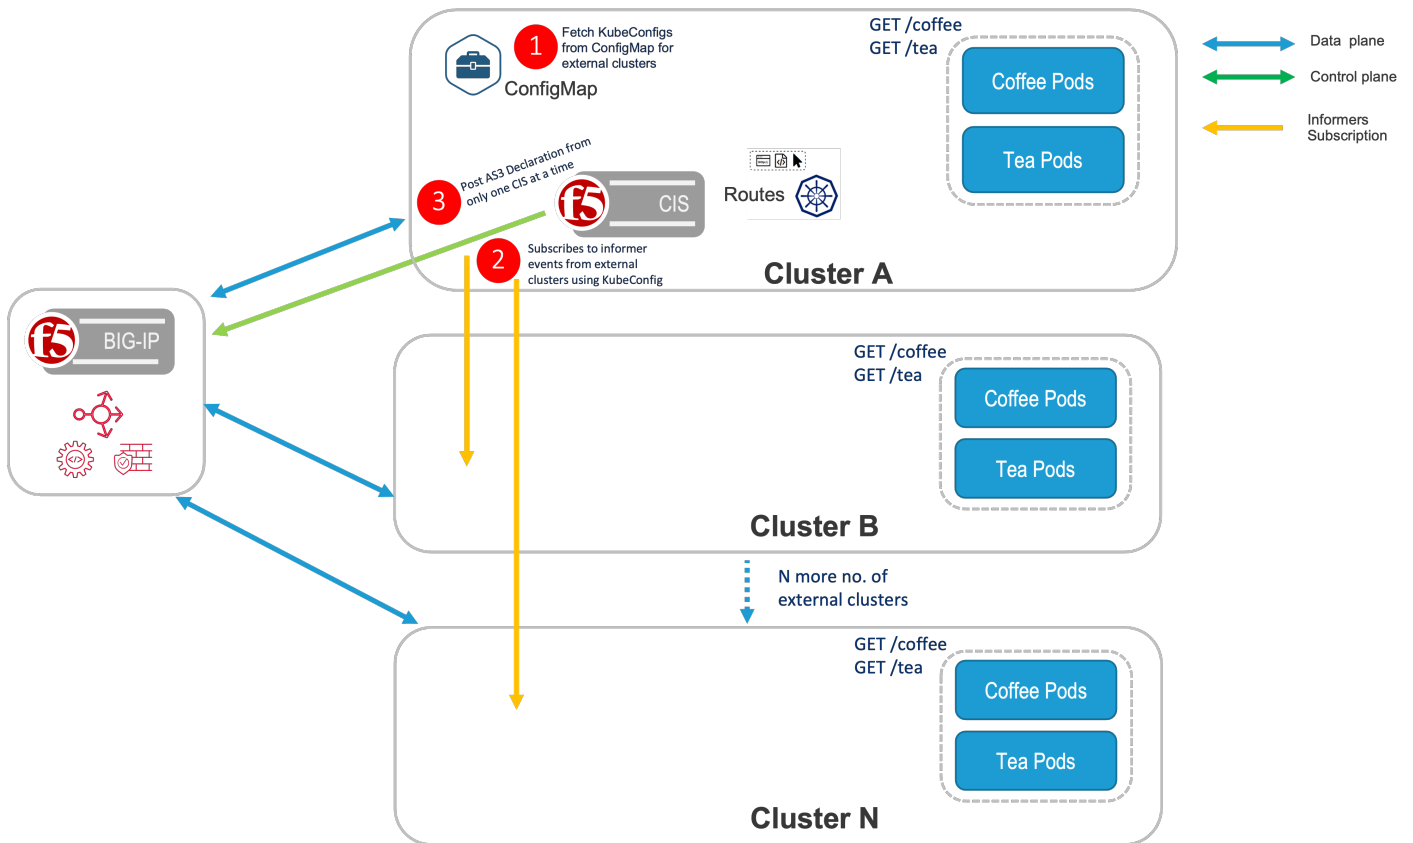 1
Fetch KubeConfigs
from ConfigMap for
external clusters
ConfigMap
GET /coffee
GET /tea
Coffee Pods
Tea Pods
Data plane
Control plane
Informers
Subscription
3
Post AS3 Declaration from
only one CIS at a time
f5
CIS
Routes
2
Subscribes to informer
events from external
clusters using KubeConfig
Cluster A
f5
BIG-IP
GET /coffee
GET /tea
Coffee Pods
Tea Pods
Cluster B
N more no. of
external clusters
GET /coffee
GET /tea
Coffee Pods
Tea Pods
Cluster N